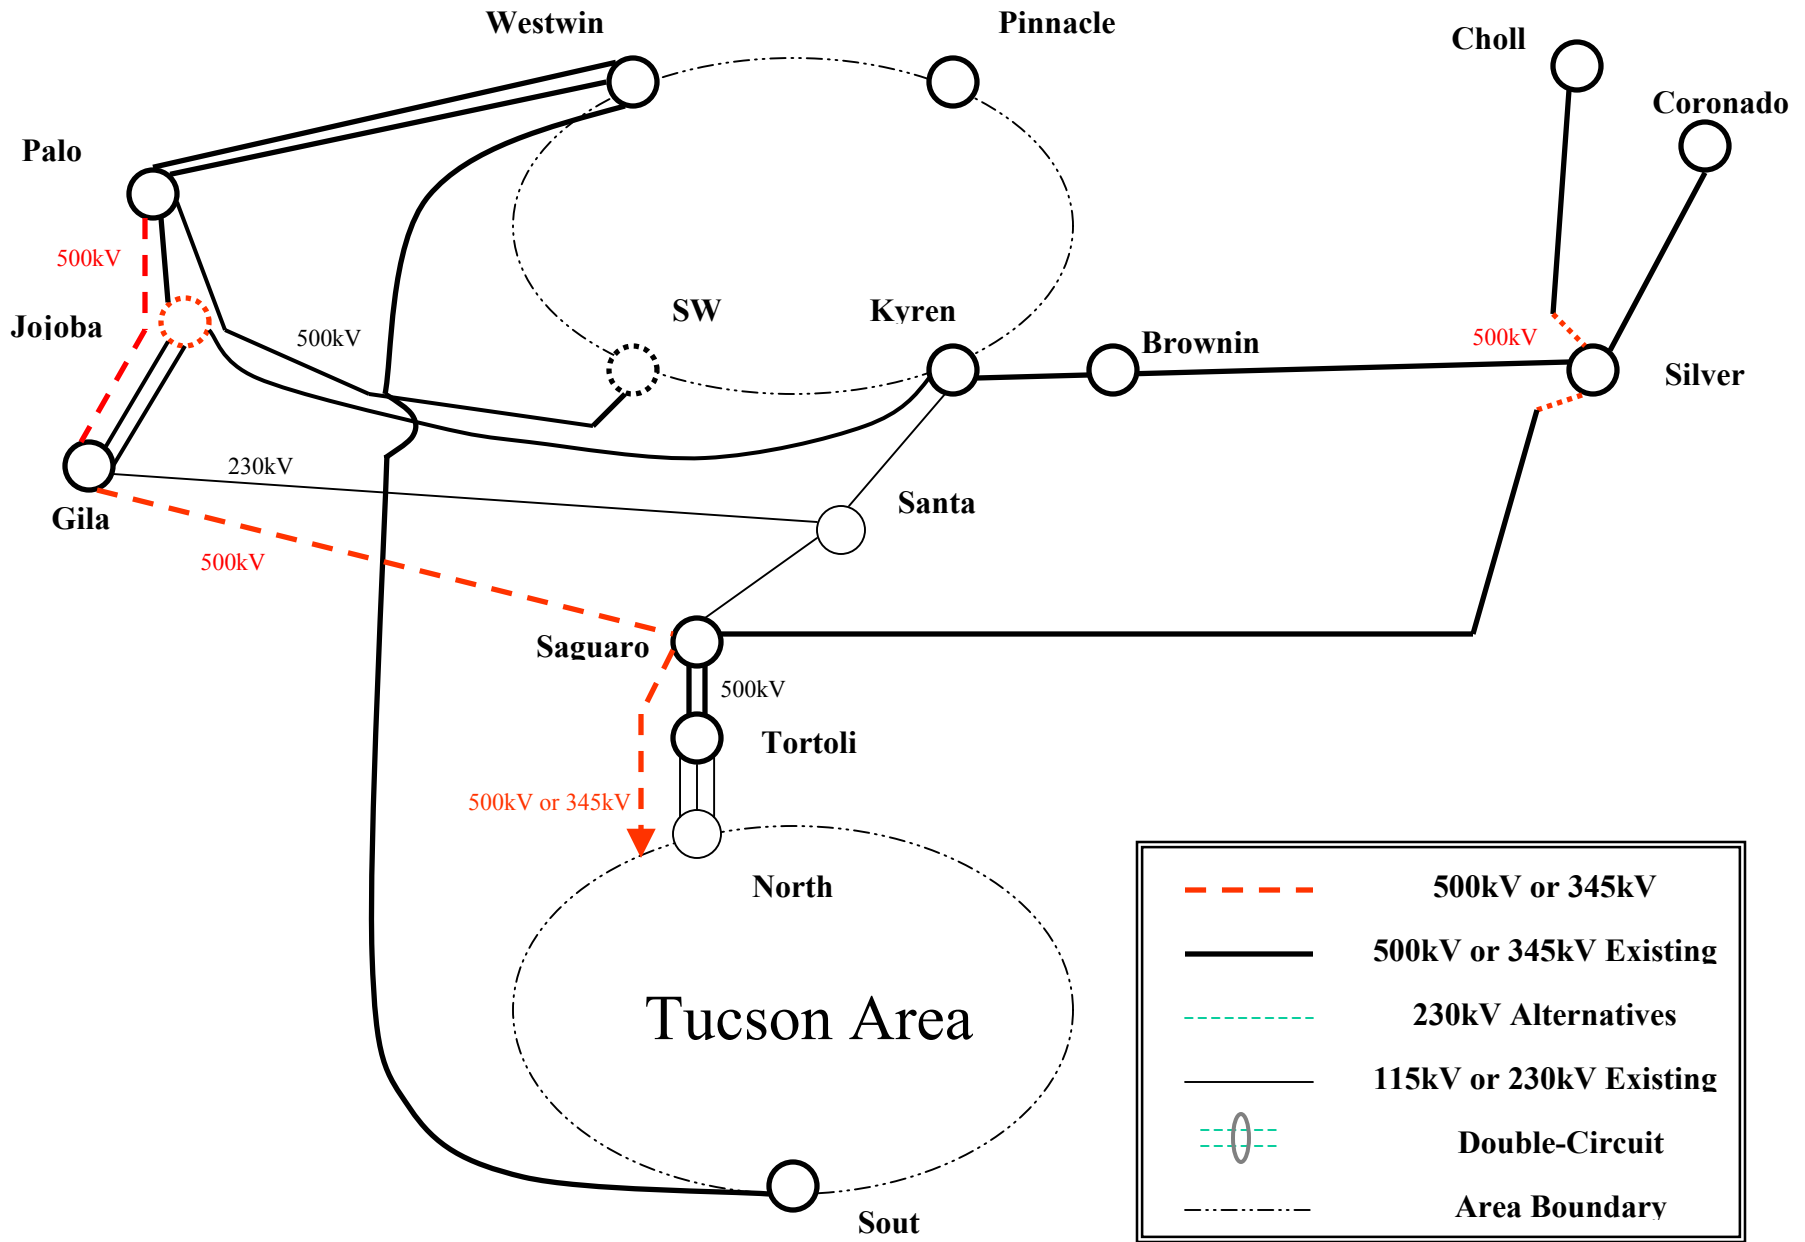 Westwin
Pinnacle
Choll
Coronado
Palo
500kV
Jojoba
500kV
SW
Kyren
Brownin
500kV
Silver
230kV
Gila
Santa
500kV
Saguaro
500kV
Tortoli
500kV or 345kV
North
Tucson Area
Sout
500kV or 345kV
500kV or 345kV Existing
230kV Alternatives
115kV or 230kV Existing
Double-Circuit
Area Boundary